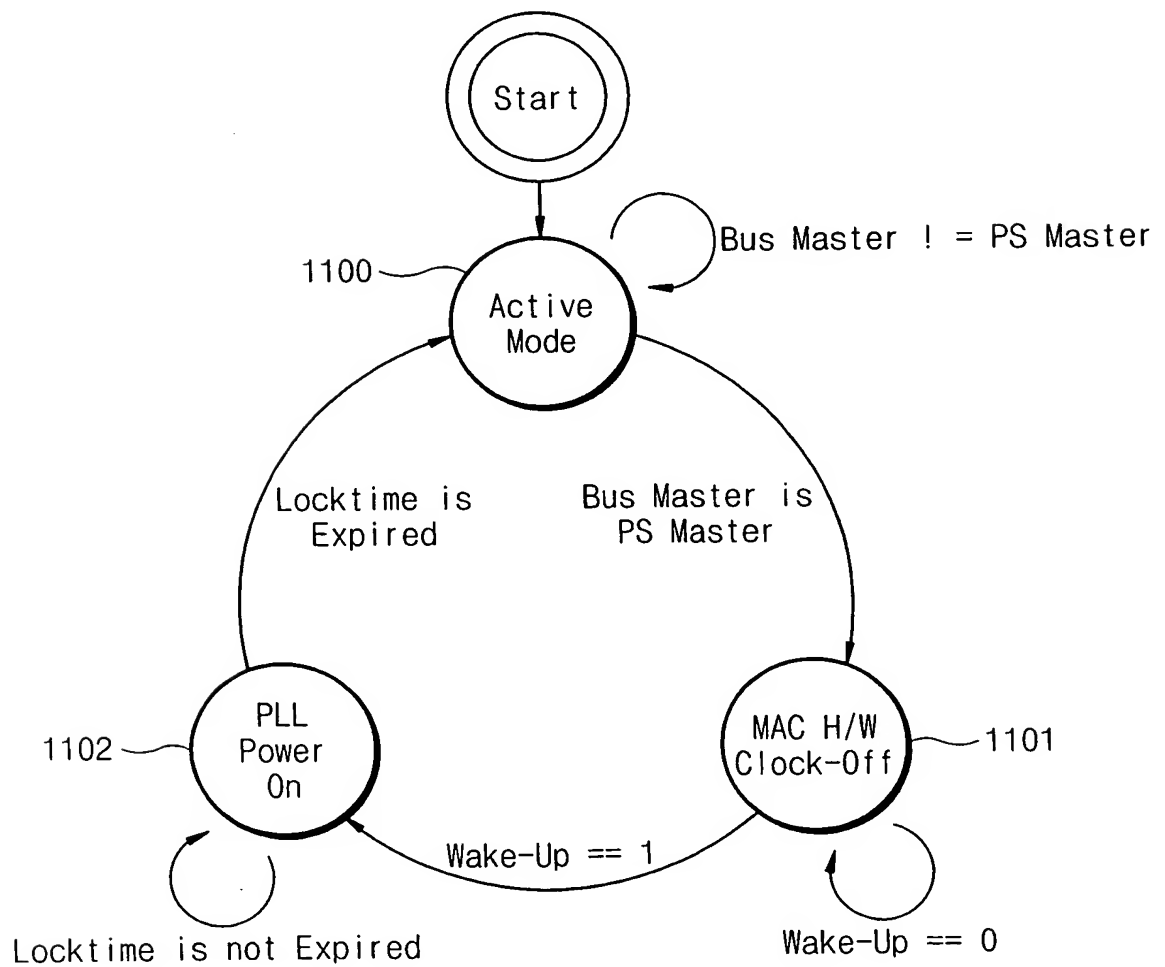 Start
Bus Master ! = PS Master
1100
Active
Mode
Locktime is
Expired
Bus Master is
PS Master
1102
PLL
Power
On
MAC H/W
Clock-Off
1101
Wake-Up == 1
Locktime is not Expired
Wake-Up == 0